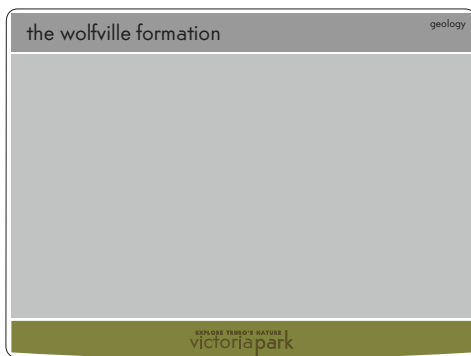 the wolfville formation
geology
EXPLORE TRURO'S NATURE
victoriapark